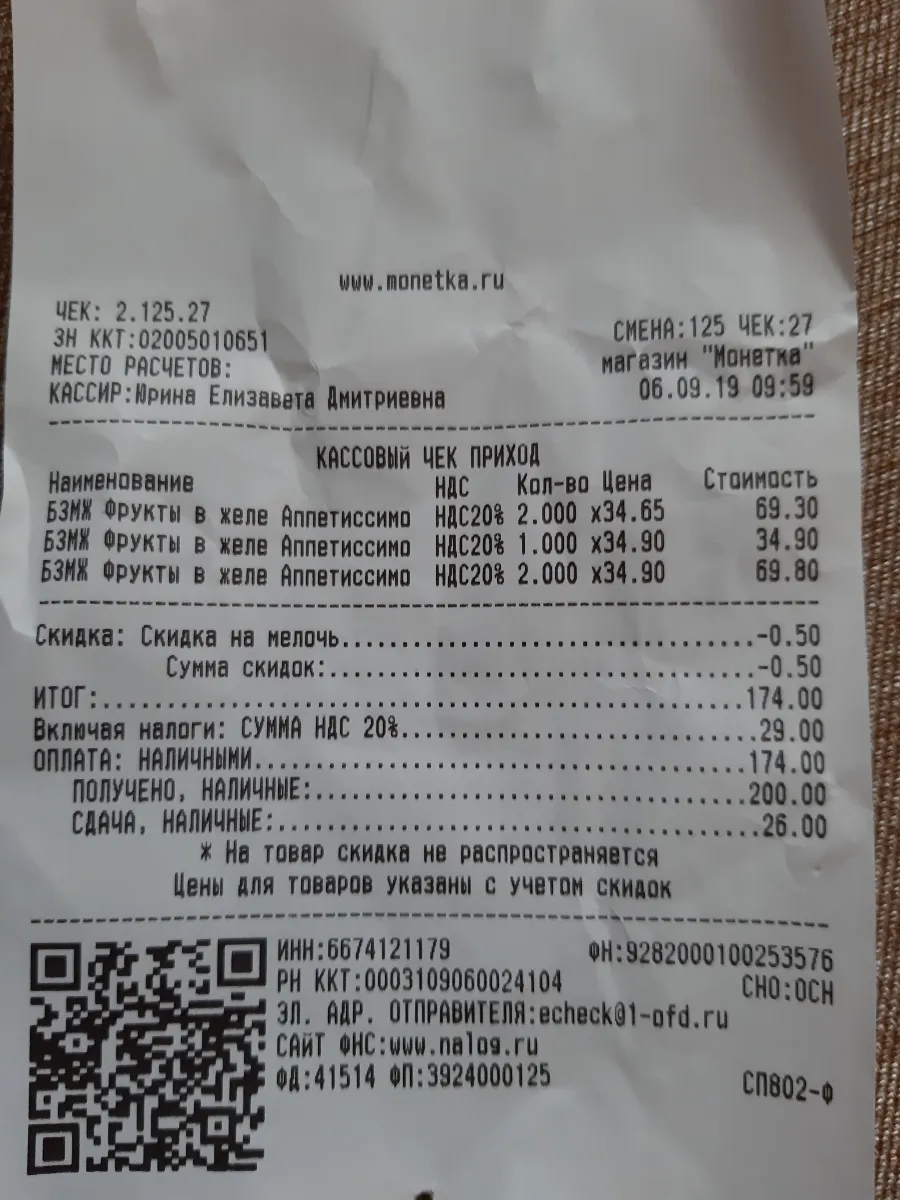 www.monetka.ru
ЧЕК: 2.125.27
СМЕНА:125 ЧЕК:27
ЗН ККТ:02005010651
магазин "Монетка"
МЕСТО РАСЧЕТОВ:
06.09.19 09:59
КАССИР:Юрина Елизавета Дмитриевна
КАССОВЫЙ ЧЕК ПРИХОД
Наименование НДС Кол-во Цена Стоимость
БЗМЖ Фрукты в желе Аппетиссимо НДС20% 2.000 x34.65 69.30
БЗМЖ Фрукты в желе Аппетиссимо НДС20% 1.000 x34.90 34.90
БЗМЖ Фрукты в желе Аппетиссимо НДС20% 2.000 x34.90 69.80
Скидка: Скидка на мелочь................................-0.50
Сумма скидок:................................-0.50
ИТОГ:................................174.00
Включая налоги: СУММА НДС 20%................................29.00
ОПЛАТА: НАЛИЧНЫМИ................................174.00
ПОЛУЧЕНО, НАЛИЧНЫЕ:................................200.00
СДАЧА, НАЛИЧНЫЕ:................................26.00
* На товар скидка не распространяется
Цены для товаров указаны с учетом скидок
ИНН:6674121179 ФН:9282000100253576
РН ККТ:0003109060024104 СНО:ОСН
ЭЛ. АДР. ОТПРАВИТЕЛЯ:echeck@1-ofd.ru
САЙТ ФНС:www.nalog.ru
ФД:41514 ФП:3924000125 СП802-Ф